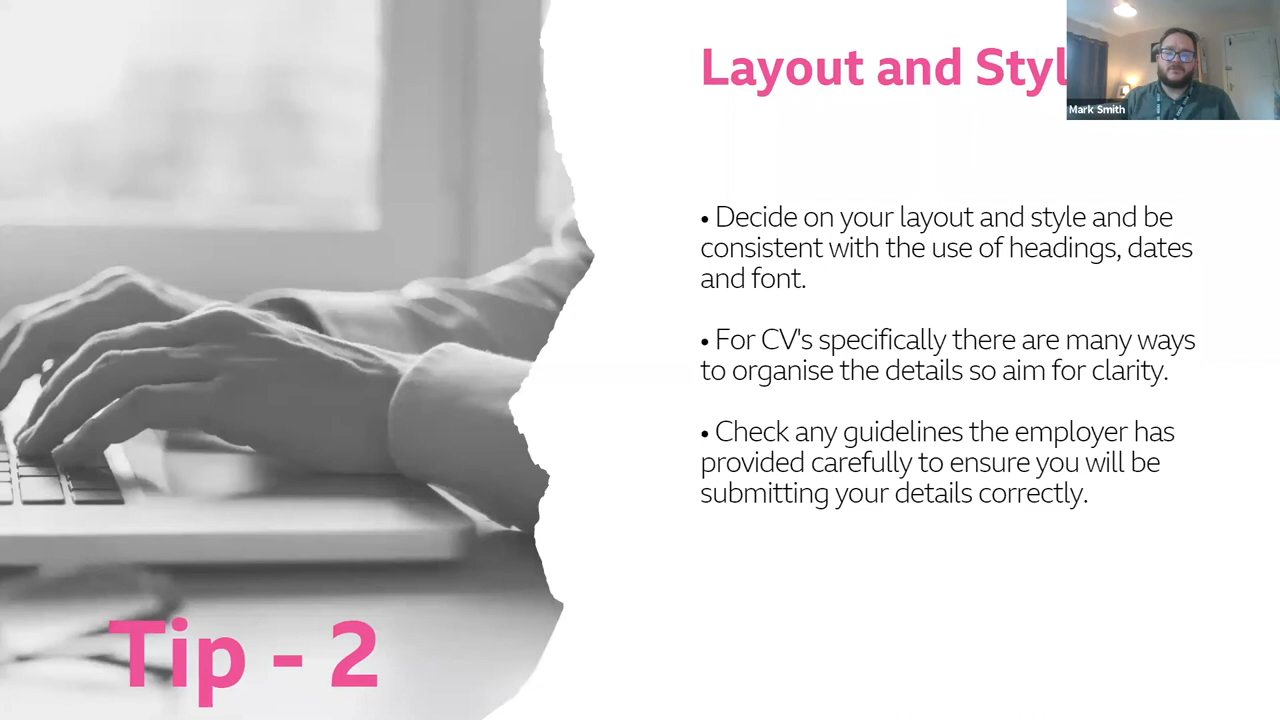 Layout and Styl
Mark Smith
• Decide on your layout and style and be
consistent with the use of headings, dates
and font.
• For CV's specifically there are many ways
to organise the details so aim for clarity.
• Check any guidelines the employer has
provided carefully to ensure you will be
submitting your details correctly.
Tip - 2